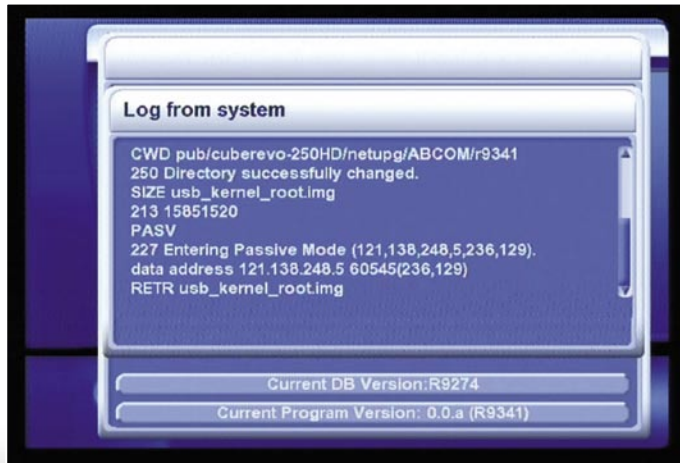 Log from system
CWD pub/cuberevo-250HD/netupg/ABCOM/r9341
250 Directory successfully changed.
SIZE usb_kernel_root.img
213 15851520
PASV
227 Entering Passive Mode (121,138,248,5,236,129).
data address 121.138.248.5 60545(236,129)
RETR usb_kernel_root.img
Current DB Version:R9274
Current Program Version: 0.0.a (R9341)